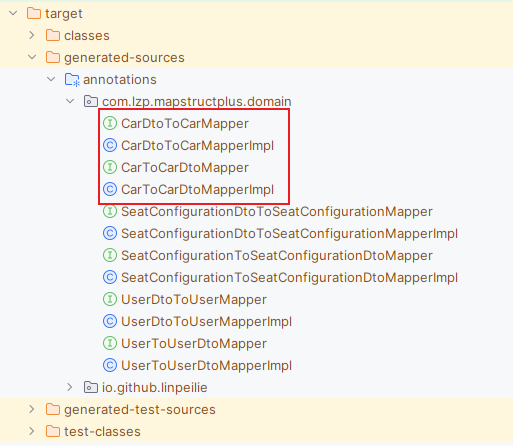 target
classes
generated-sources
annotations
com.lzp.mapstructplus.domain
CarDtoToCarMapper
CarDtoToCarMapperImpl
CarToCarDtoMapper
CarToCarDtoMapperImpl
SeatConfigurationDtoToSeatConfigurationMapper
SeatConfigurationDtoToSeatConfigurationMapperImpl
SeatConfigurationToSeatConfigurationDtoMapper
SeatConfigurationToSeatConfigurationDtoMapperImpl
UserDtoToUserMapper
UserDtoToUserMapperImpl
UserToUserDtoMapper
UserToUserDtoMapperImpl
io.github.linpeilie
generated-test-sources
test-classes